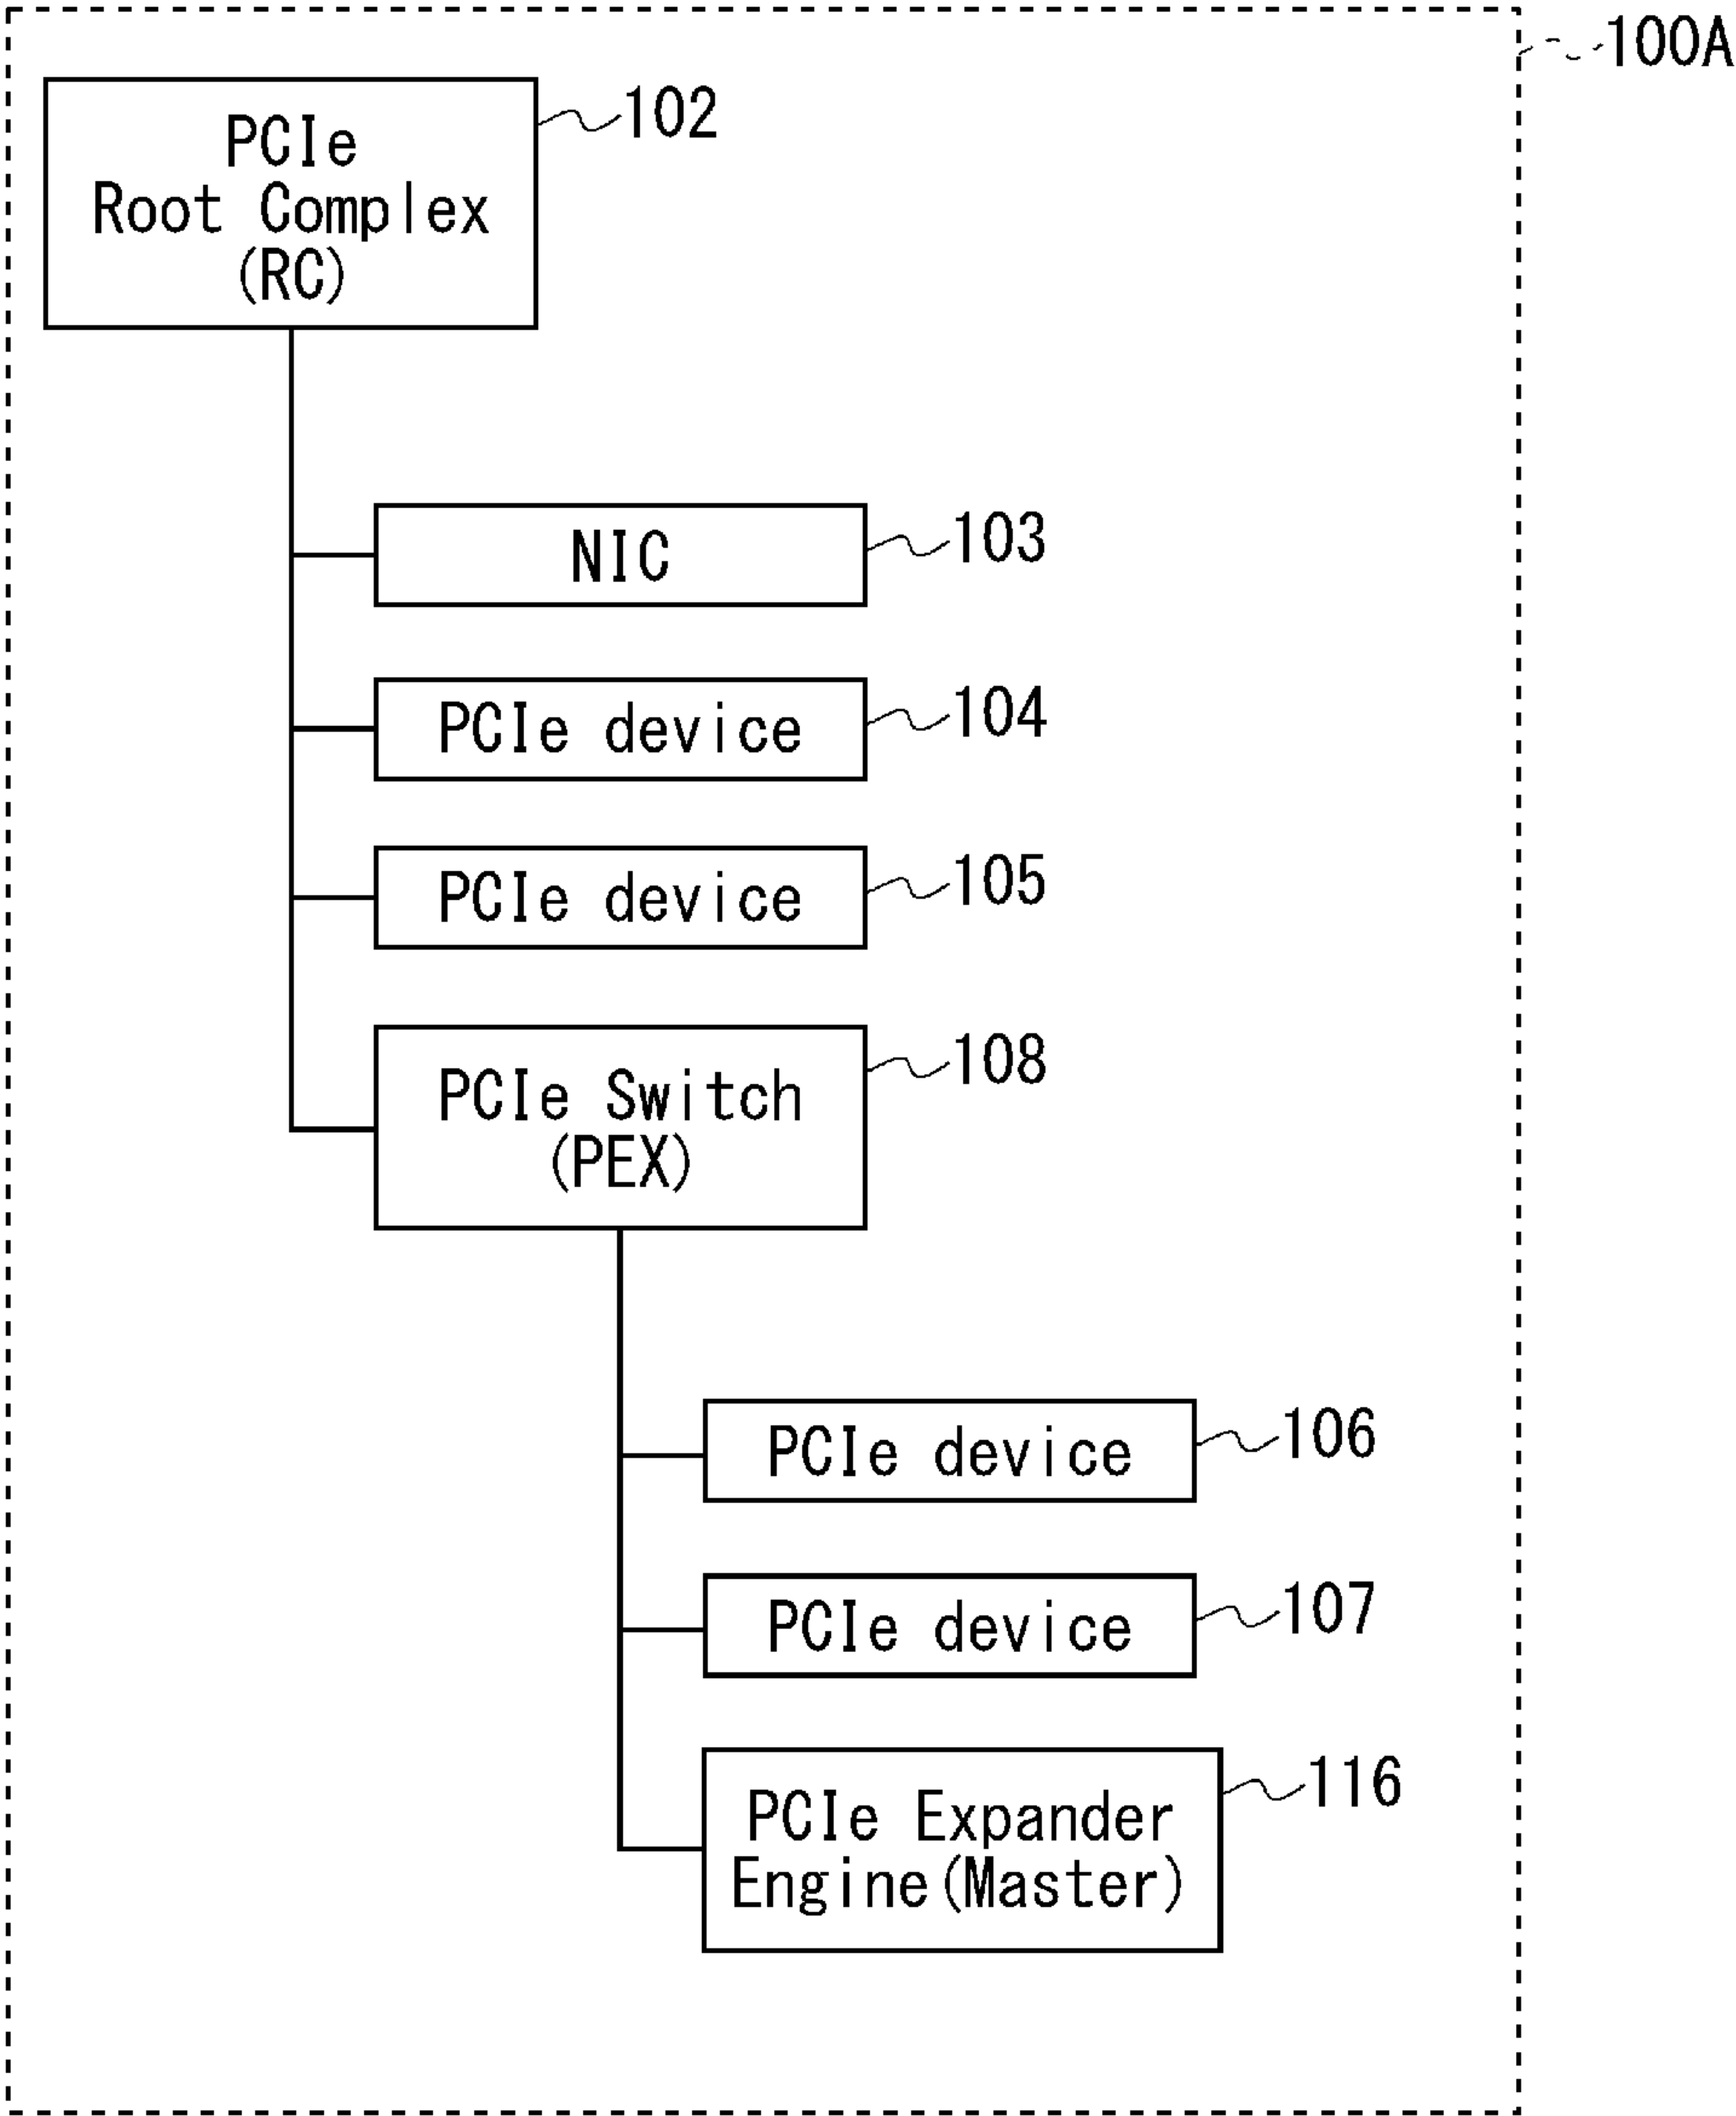 100A
PCIe
Root Complex
(RC)
102
NIC
103
PCIe device
104
PCIe device
105
PCIe Switch
(PEX)
108
PCIe device
106
PCIe device
107
PCIe Expander
Engine(Master)
116